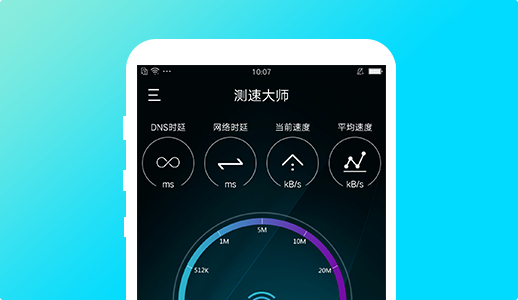 10:07
测速大师
DNS时延 网络时延 当前速度 平均速度
ms ms kB/s kB/s
5M
1M 10M
512K 20M